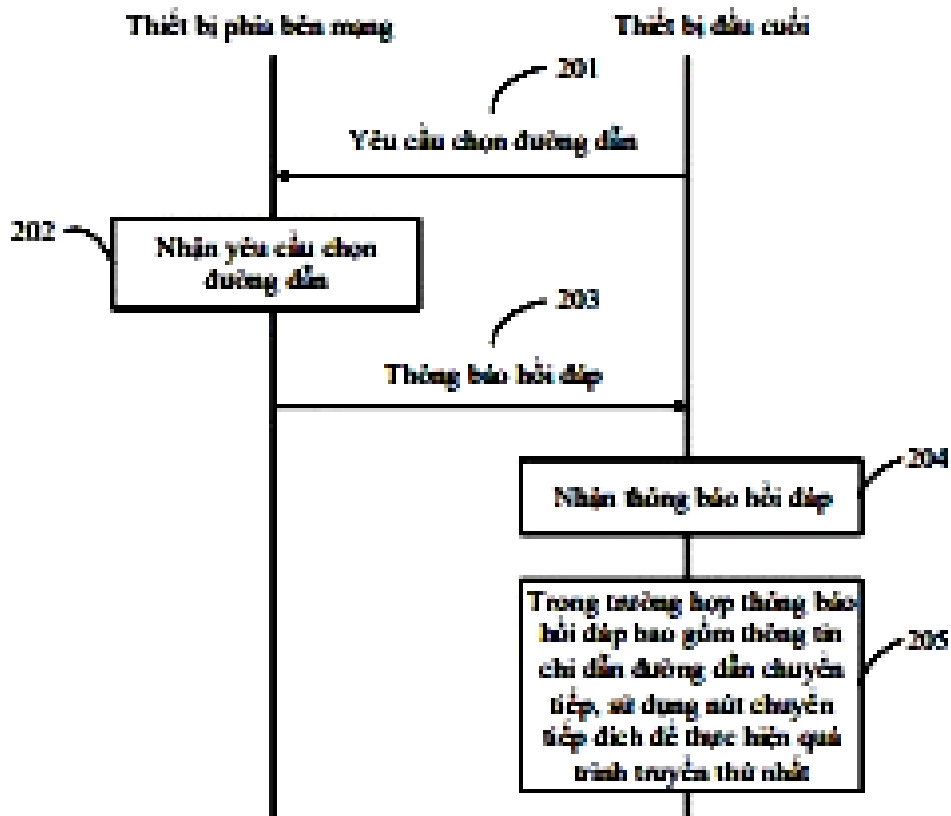 Thiết bị phía bên mạng
Thiết bị đầu cuối
201
Yêu cầu chọn đường dẫn
202
Nhận yêu cầu chọn
đường dẫn
203
Thông báo hồi đáp
204
Nhận thông báo hồi đáp
Trong trường hợp thông báo
hồi đáp bao gồm thông tin
chỉ dẫn đường dẫn chuyển
tiếp, sử dụng nút chuyển
tiếp đích để thực hiện quá
trình truyền thứ nhất
205